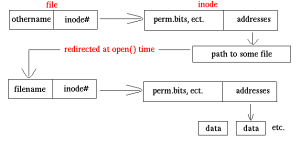 file
inode
othername
inode#
perm.bits, ect.
addresses
redirected at open() time
path to some file
filename
inode#
perm.bits, ect.
addresses
data
data
etc.